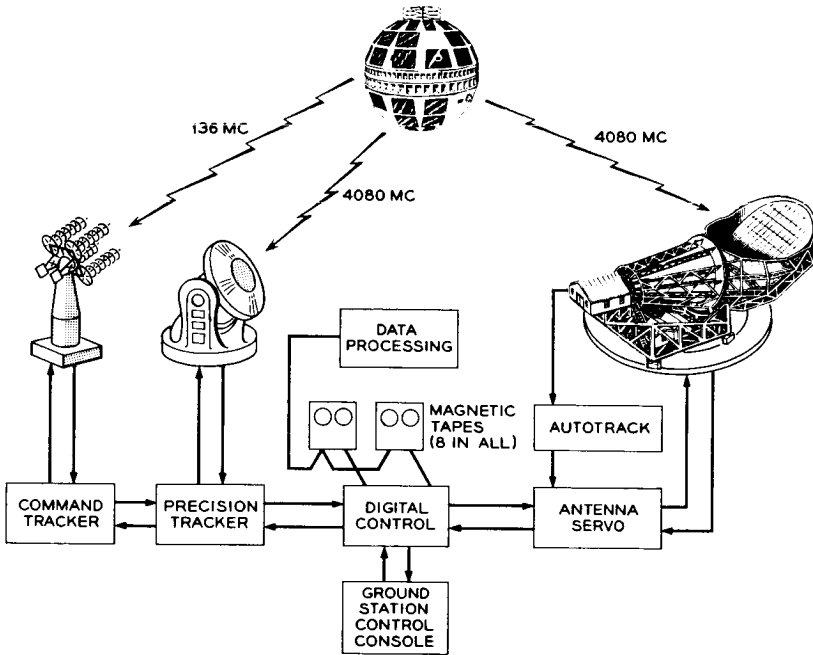 136 MC
4080 MC
4080 MC
DATA
PROCESSING
MAGNETIC
TAPES
(8 IN ALL)
AUTOTRACK
COMMAND
TRACKER
PRECISION
TRACKER
DIGITAL
CONTROL
ANTENNA
SERVO
GROUND
STATION
CONTROL
CONSOLE